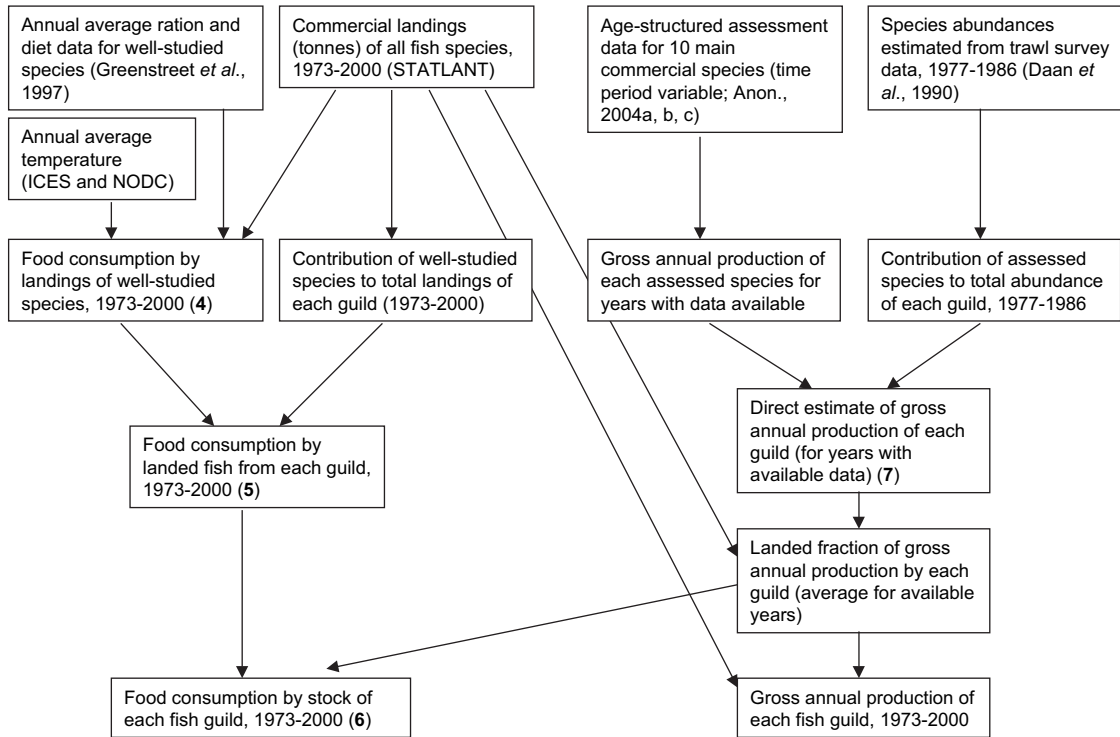 Annual average ration and
diet data for well-studied
species (Greenstreet et al.,
1997)
Commercial landings
(tonnes) of all fish species,
1973-2000 (STATLANT)
Age-structured assessment
data for 10 main
commercial species (time
period variable; Anon.,
2004a, b, c)
Species abundances
estimated from trawl survey
data, 1977-1986 (Daan et
al., 1990)
Annual average
temperature
(ICES and NODC)
Food consumption by
landings of well-studied
species, 1973-2000 (4)
Contribution of well-studied
species to total landings of
each guild (1973-2000)
Gross annual production of
each assessed species for
years with data available
Contribution of assessed
species to total abundance
of each guild, 1977-1986
Food consumption by
landed fish from each guild,
1973-2000 (5)
Direct estimate of gross
annual production of each
guild (for years with
available data) (7)
Landed fraction of gross
annual production by each
guild (average for available
years)
Food consumption by stock of
each fish guild, 1973-2000 (6)
Gross annual production of
each fish guild, 1973-2000